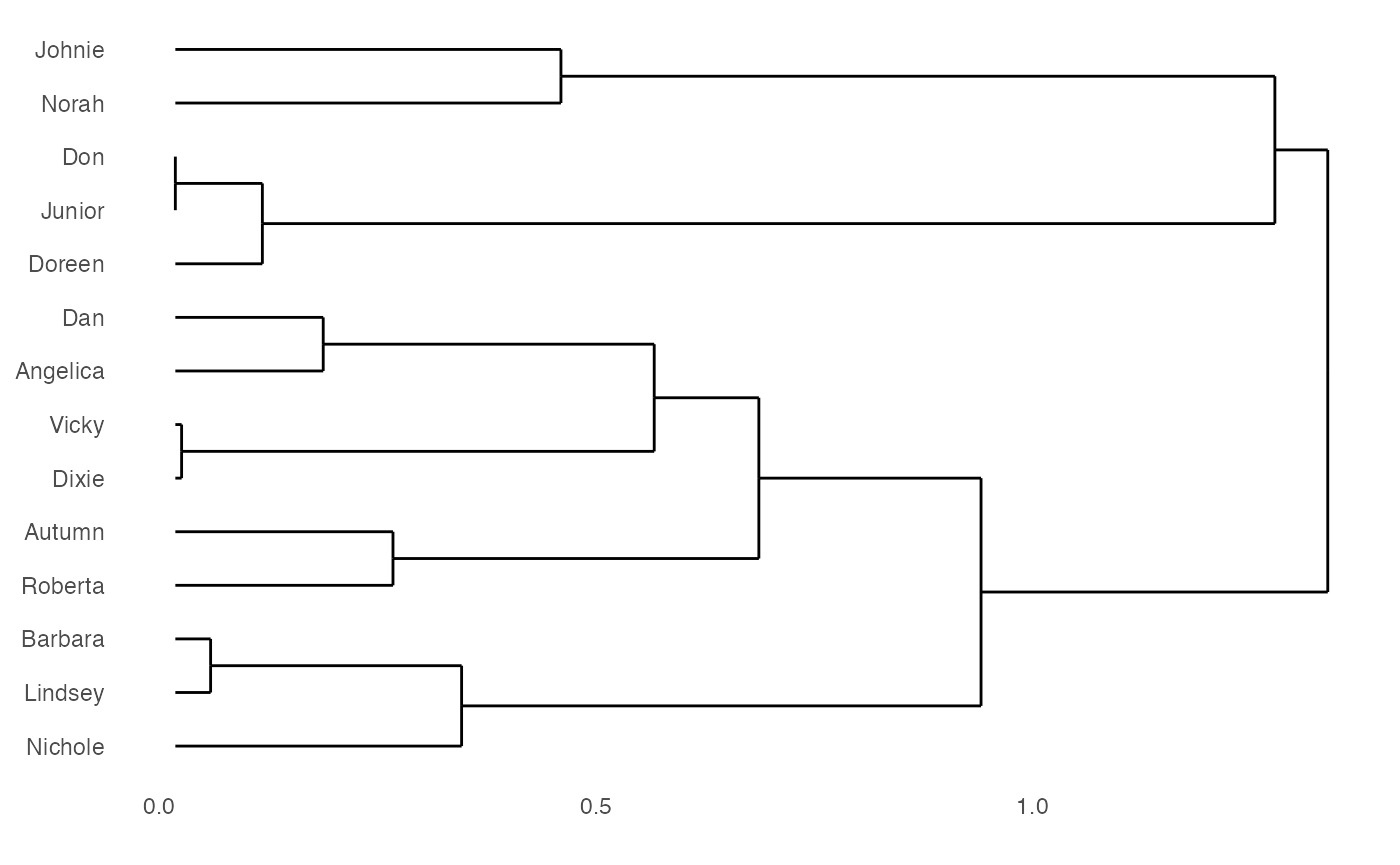 Johnie
Norah
Don
Junior
Doreen
Dan
Angelica
Vicky
Dixie
Autumn
Roberta
Barbara
Lindsey
Nichole
0.0 0.5 1.0